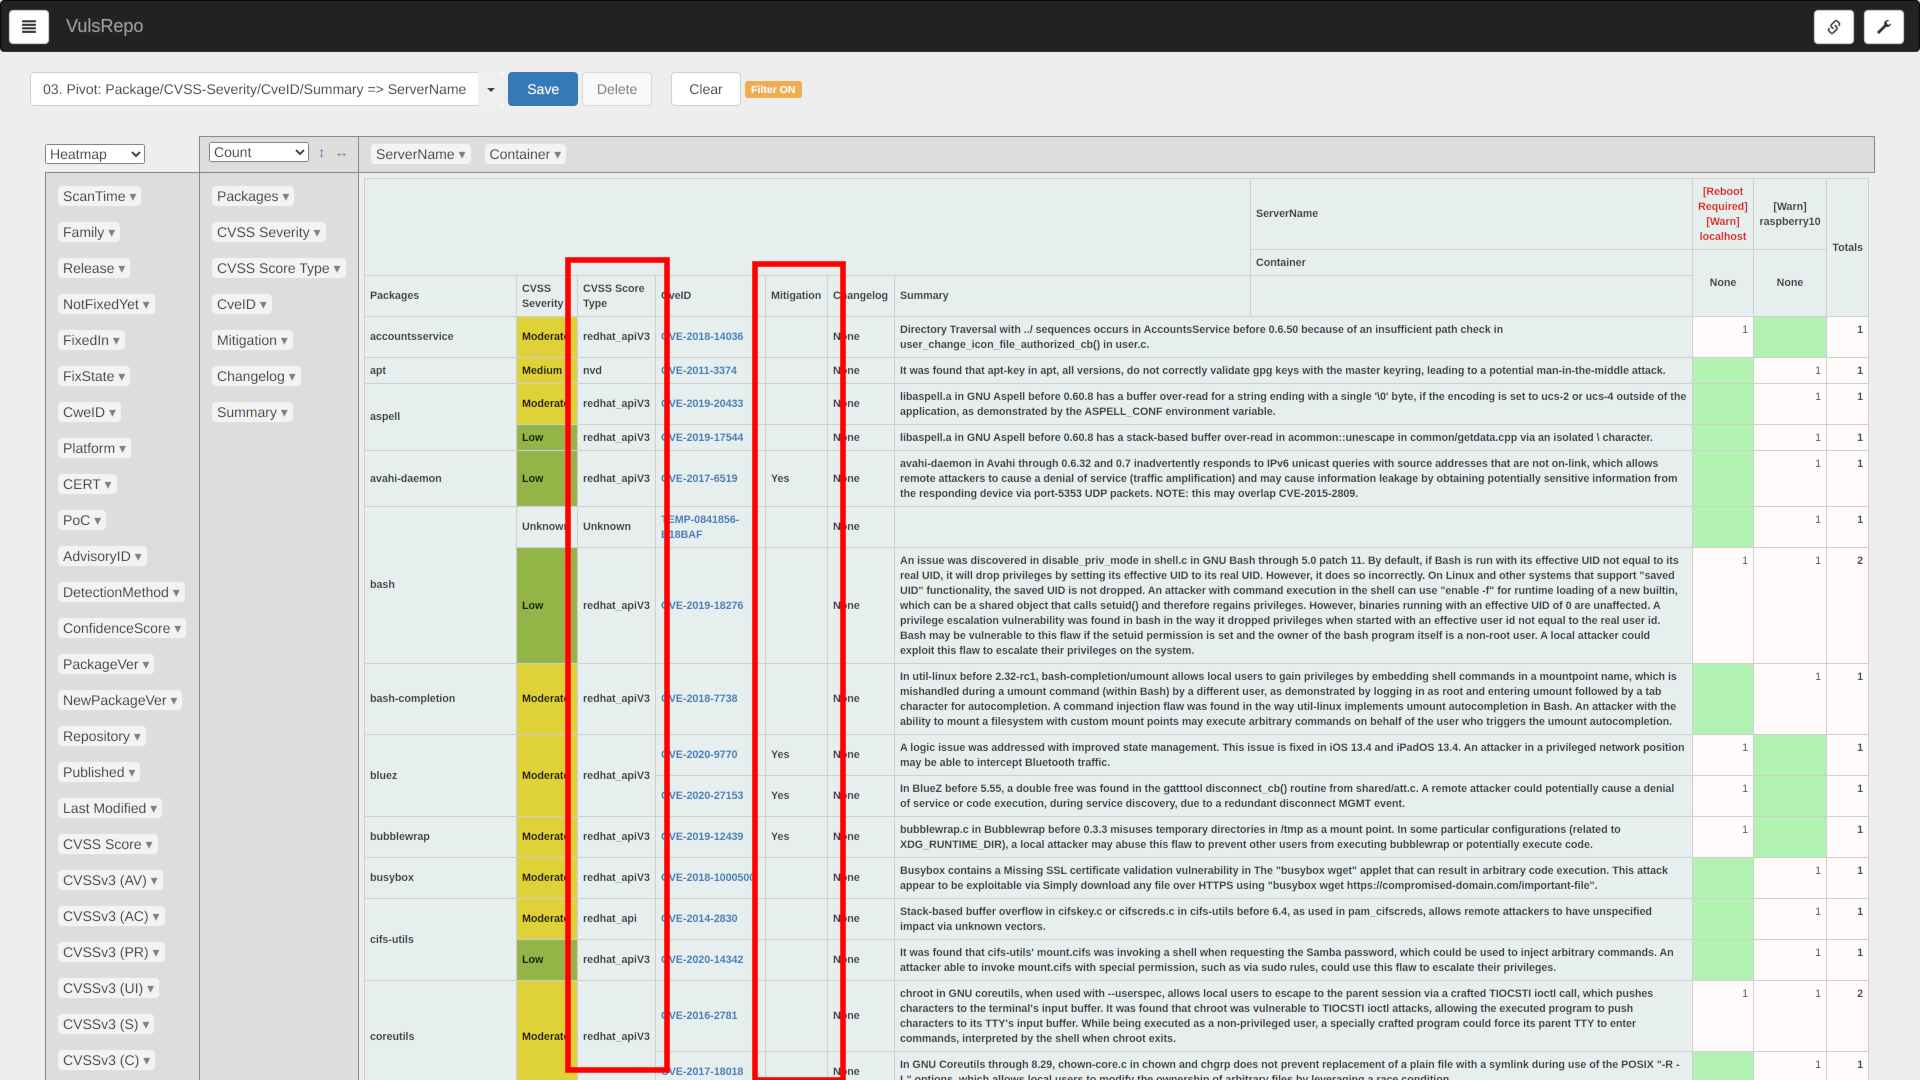 VulsRepo
03. Pivot: Package/CVSS-Severity/CveID/Summary => ServerName
Save
Delete
Clear
Filter ON
Heatmap
Count
↕ ↔
ServerName ▾
Container ▾
ScanTime ▾
Family ▾
Release ▾
NotFixedYet ▾
FixedIn ▾
FixState ▾
CweID ▾
Platform ▾
CERT ▾
PoC ▾
AdvisoryID ▾
DetectionMethod ▾
ConfidenceScore ▾
PackageVer ▾
NewPackageVer ▾
Repository ▾
Published ▾
Last Modified ▾
CVSS Score ▾
CVSSv3 (AV) ▾
CVSSv3 (AC) ▾
CVSSv3 (PR) ▾
CVSSv3 (UI) ▾
CVSSv3 (S) ▾
CVSSv3 (C) ▾
Packages ▾
CVSS Severity ▾
CVSS Score Type ▾
CveID ▾
Mitigation ▾
Changelog ▾
Summary ▾
ServerName
[Reboot
Required]
[Warn]
localhost
[Warn]
raspberry10
Totals
Container
None
None
Packages
CVSS
Severity
CVSS Score
Type
CveID
Mitigation
Changelog
Summary
accountsservice
Moderate
redhat_apiV3
CVE-2018-14036
None
Directory Traversal with ../ sequences occurs in AccountsService before 0.6.50 because of an insufficient path check in
user_change_icon_file_authorized_cb() in user.c.
1
1
apt
Medium
nvd
CVE-2011-3374
None
It was found that apt-key in apt, all versions, do not correctly validate gpg keys with the master keyring, leading to a potential man-in-the-middle attack.
1
1
aspell
Moderate
redhat_apiV3
CVE-2019-20433
None
libaspell.a in GNU Aspell before 0.60.8 has a buffer over-read for a string ending with a single '\0' byte, if the encoding is set to ucs-2 or ucs-4 outside of the
application, as demonstrated by the ASPELL_CONF environment variable.
1
1
Low
redhat_apiV3
CVE-2019-17544
None
libaspell.a in GNU Aspell before 0.60.8 has a stack-based buffer over-read in acommon::unescape in common/getdata.cpp via an isolated \ character.
1
1
avahi-daemon
Low
redhat_apiV3
CVE-2017-6519
Yes
None
avahi-daemon in Avahi through 0.6.32 and 0.7 inadvertently responds to IPv6 unicast queries with source addresses that are not on-link, which allows
remote attackers to cause a denial of service (traffic amplification) and may cause information leakage by obtaining potentially sensitive information from
the responding device via port-5353 UDP packets. NOTE: this may overlap CVE-2015-2809.
1
1
bash
Unknown
Unknown
TEMP-0841856-
B18BAF
None
1
1
Low
redhat_apiV3
CVE-2019-18276
None
An issue was discovered in disable_priv_mode in shell.c in GNU Bash through 5.0 patch 11. By default, if Bash is run with its effective UID not equal to its
real UID, it will drop privileges by setting its effective UID to its real UID. However, it does so incorrectly. On Linux and other systems that support "saved
UID" functionality, the saved UID is not dropped. An attacker with command execution in the shell can use "enable -f" for runtime loading of a new builtin,
which can be a shared object that calls setuid() and therefore regains privileges. However, binaries running with an effective UID of 0 are unaffected. A
privilege escalation vulnerability was found in bash in the way it dropped privileges when started with an effective user id not equal to the real user id.
Bash may be vulnerable to this flaw if the setuid permission is set and the owner of the bash program itself is a non-root user. A local attacker could
exploit this flaw to escalate their privileges on the system.
1
1
2
bash-completion
Moderate
redhat_apiV3
CVE-2018-7738
None
In util-linux before 2.32-rc1, bash-completion/umount allows local users to gain privileges by embedding shell commands in a mountpoint name, which is
mishandled during a umount command (within Bash) by a different user, as demonstrated by logging in as root and entering umount followed by a tab
character for autocompletion. A command injection flaw was found in the way util-linux implements umount autocompletion in Bash. An attacker with the
ability to mount a filesystem with custom mount points may execute arbitrary commands on behalf of the user who triggers the umount autocompletion.
1
1
bluez
Moderate
redhat_apiV3
CVE-2020-9770
Yes
None
A logic issue was addressed with improved state management. This issue is fixed in iOS 13.4 and iPadOS 13.4. An attacker in a privileged network position
may be able to intercept Bluetooth traffic.
1
1
CVE-2020-27153
Yes
None
In BlueZ before 5.55, a double free was found in the gatttool disconnect_cb() routine from shared/att.c. A remote attacker could potentially cause a denial
of service or code execution, during service discovery, due to a redundant disconnect MGMT event.
1
1
bubblewrap
Moderate
redhat_apiV3
CVE-2019-12439
Yes
None
bubblewrap.c in Bubblewrap before 0.3.3 misuses temporary directories in /tmp as a mount point. In some particular configurations (related to
XDG_RUNTIME_DIR), a local attacker may abuse this flaw to prevent other users from executing bubblewrap or potentially execute code.
1
1
busybox
Moderate
redhat_apiV3
CVE-2018-1000500
None
Busybox contains a Missing SSL certificate validation vulnerability in The "busybox wget" applet that can result in arbitrary code execution. This attack
appear to be exploitable via Simply download any file over HTTPS using "busybox wget https://compromised-domain.com/important-file".
1
1
cifs-utils
Moderate
redhat_api
CVE-2014-2830
None
Stack-based buffer overflow in cifskey.c or cifscreds.c in cifs-utils before 6.4, as used in pam_cifscreds, allows remote attackers to have unspecified
impact via unknown vectors.
1
1
Low
redhat_apiV3
CVE-2020-14342
None
It was found that cifs-utils' mount.cifs was invoking a shell when requesting the Samba password, which could be used to inject arbitrary commands. An
attacker able to invoke mount.cifs with special permission, such as via sudo rules, could use this flaw to escalate their privileges.
1
1
coreutils
Moderate
redhat_apiV3
CVE-2016-2781
None
chroot in GNU coreutils, when used with --userspec, allows local users to escape to the parent session via a crafted TIOCSTI ioctl call, which pushes
characters to the terminal's input buffer. It was found that chroot was vulnerable to TIOCSTI ioctl attacks, allowing the executed program to push
characters to its TTY's input buffer. While being executed as a non-privileged user, a specially crafted program could force its parent TTY to enter
commands, interpreted by the shell when chroot exits.
1
1
2
CVE-2017-18018
None
In GNU Coreutils through 8.29, chown-core.c in chown and chgrp does not prevent replacement of a plain file with a symlink during use of the POSIX "-R -
L" options, which allows local users to modify the ownership of arbitrary files by leveraging a race condition.
1
1